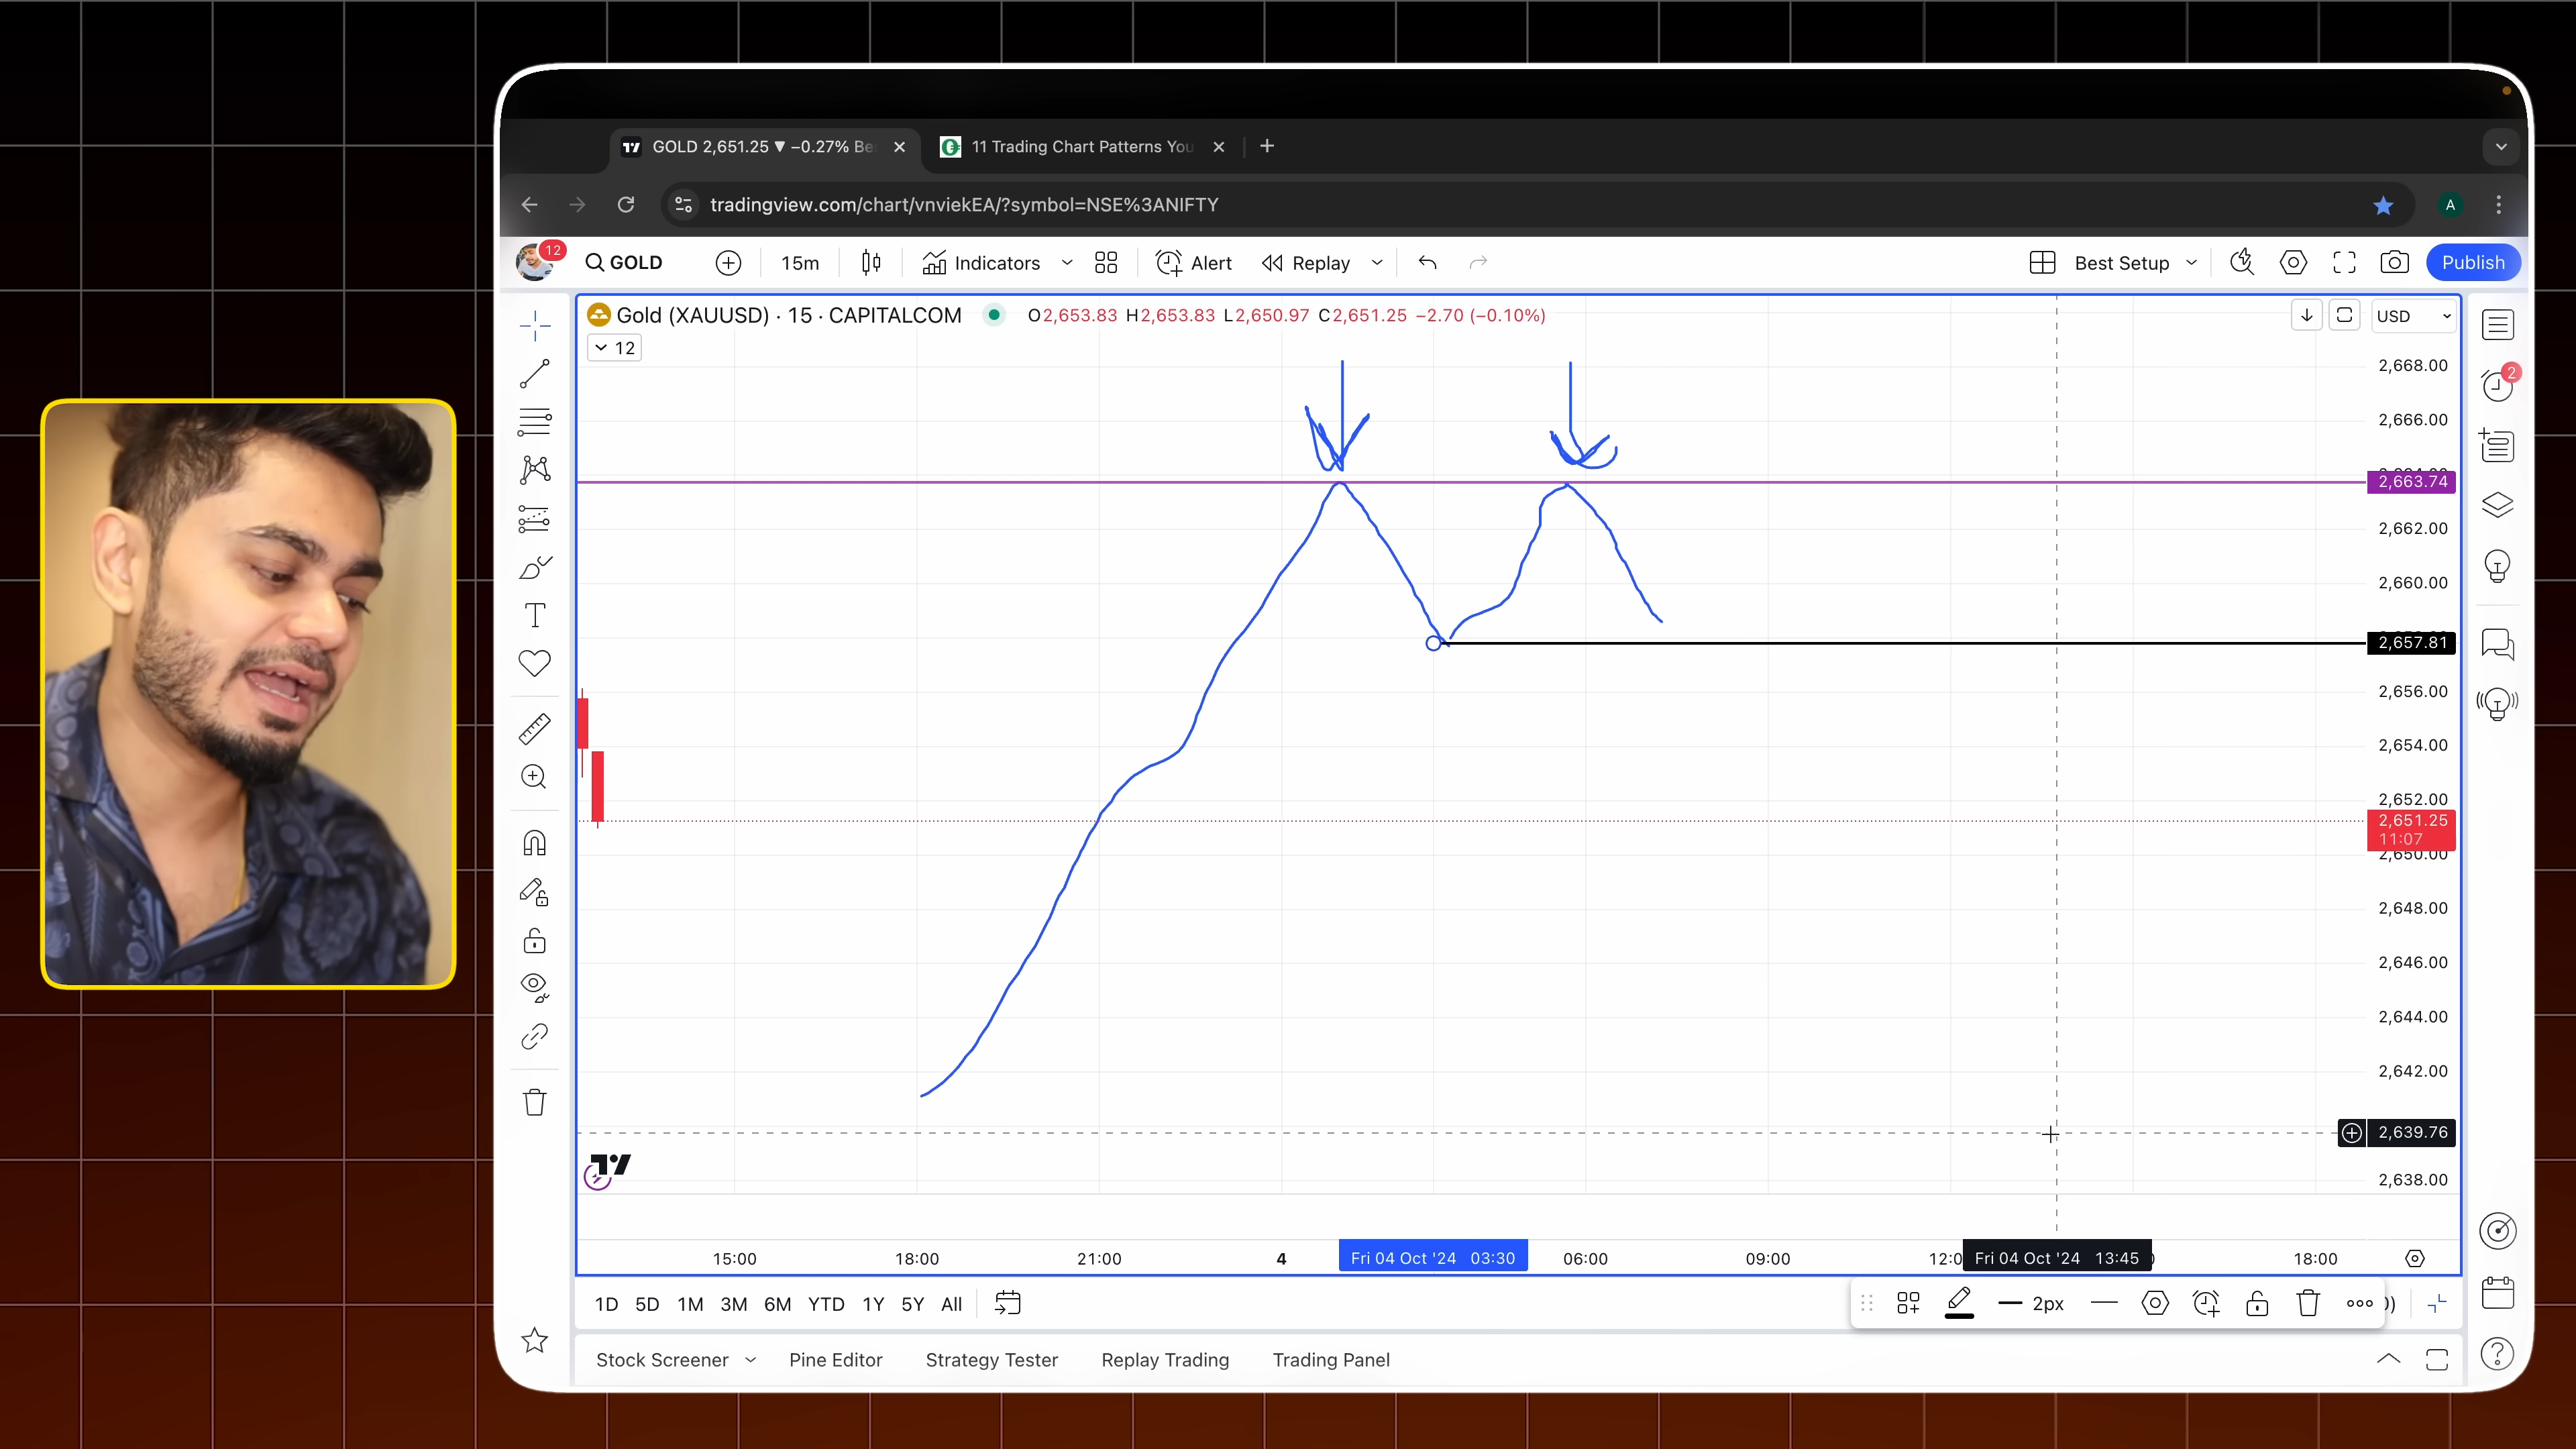 GOLD 2,651.25 ▼ −0.27% Be
11 Trading Chart Patterns You
tradingview.com/chart/vnviekEA/?symbol=NSE%3ANIFTY
A
12
GOLD
15m
Indicators
Alert
Replay
Best Setup
Publish
Gold (XAUUSD) · 15 · CAPITALCOM
O2,653.83 H2,653.83 L2,650.97 C2,651.25 −2.70 (−0.10%)
USD
12
2
2,668.00
2,666.00
2,663.74
2,662.00
2,660.00
2,657.81
2,656.00
2,654.00
2,652.00
2,651.25
11:07
2,650.00
2,648.00
2,646.00
2,644.00
2,642.00
2,639.76
2,638.00
15:00
18:00
21:00
4
Fri 04 Oct '24 03:30
06:00
09:00
12:0
Fri 04 Oct '24 13:45
18:00
1D 5D 1M 3M 6M YTD 1Y 5Y All
2px
Stock Screener
Pine Editor
Strategy Tester
Replay Trading
Trading Panel